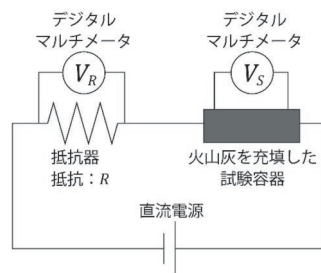 デジタル
マルチメータ
V_R
デジタル
マルチメータ
V_S
抵抗器
抵抗：R
火山灰を充填した
試験容器
直流電源